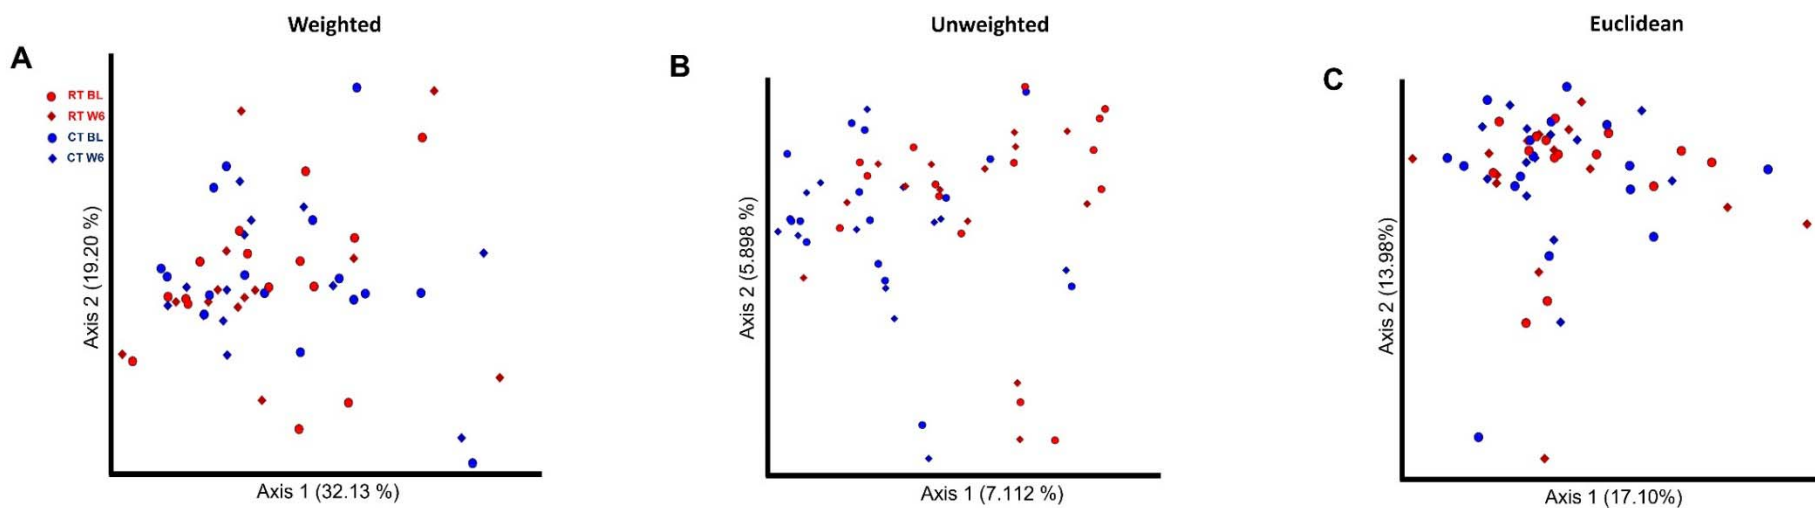 Weighted
A
RT BL
RT W6
CT BL
CT W6
Axis 2 (19.20 %)
Axis 1 (32.13 %)
Unweighted
B
Axis 2 (5.898 %)
Axis 1 (7.112 %)
Euclidean
C
Axis 2 (13.98%)
Axis 1 (17.10%)